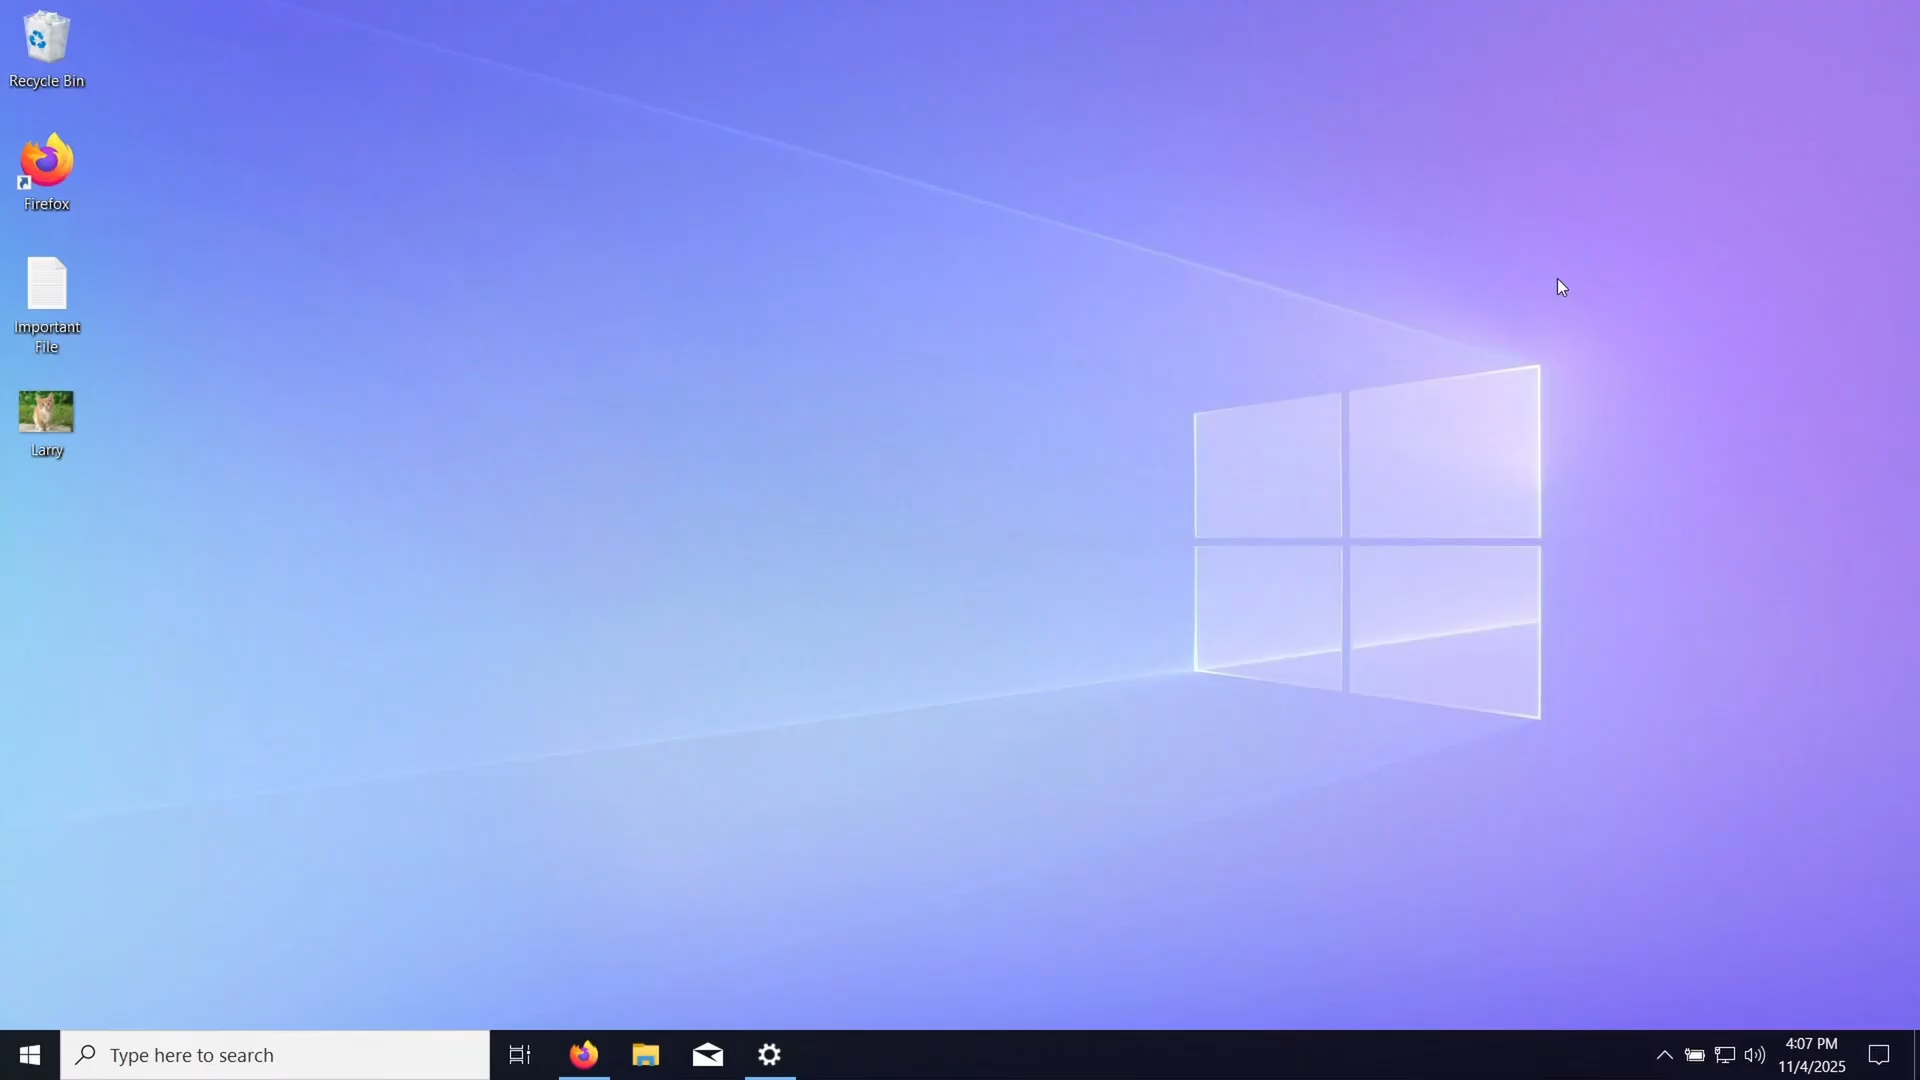 Recycle Bin
Firefox
Important
File
Larry
Type here to search
4:07 PM
11/4/2025